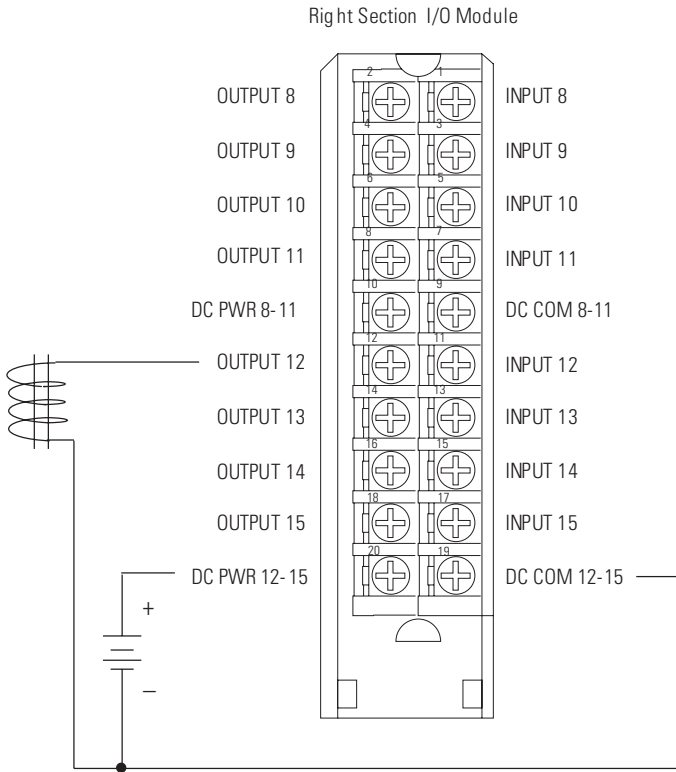 Right Section I/O Module
2 1
OUTPUT 8 INPUT 8
4 3
OUTPUT 9 INPUT 9
6 5
OUTPUT 10 INPUT 10
8 7
OUTPUT 11 INPUT 11
10 9
DC PWR 8-11 DC COM 8-11
12 11
OUTPUT 12 INPUT 12
14 13
OUTPUT 13 INPUT 13
16 15
OUTPUT 14 INPUT 14
18 17
OUTPUT 15 INPUT 15
20 19
DC PWR 12-15 DC COM 12-15
+
–